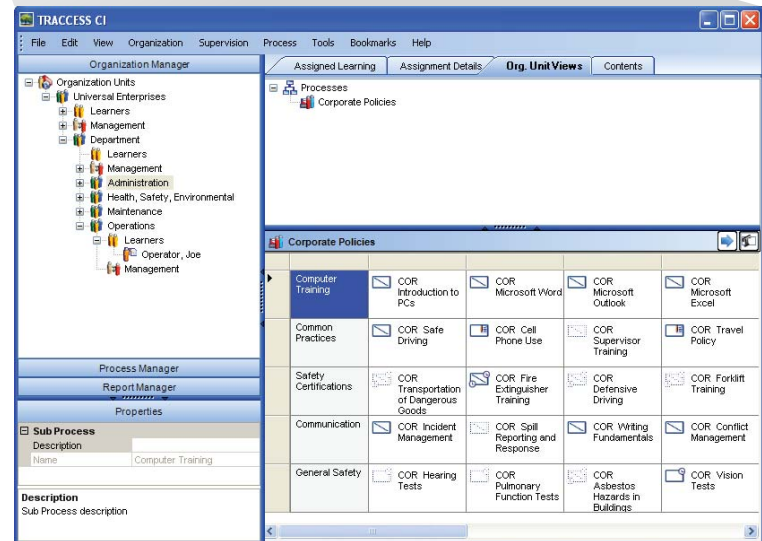 TRACCESS CI
File Edit View Organization Supervision Process Tools Bookmarks Help
Organization Manager
Organization Units
Universal Enterprises
Learners
Management
Department
Learners
Management
Administration
Health, Safety, Environmental
Maintenance
Operations
Learners
Operator, Joe
Management
Process Manager
Report Manager
Properties
Sub Process
Description
Name Computer Training
Description
Sub Process description
Assigned Learning Assignment Details Org. Unit Views Contents
Processes
Corporate Policies
Corporate Policies
Computer
Training
COR
Introduction to
PCs
COR
Microsoft Word
COR
Microsoft
Outlook
COR
Microsoft
Excel
Common
Practices
COR Safe
Driving
COR Cell
Phone Use
COR
Supervisor
Training
COR Travel
Policy
Safety
Certifications
COR
Transportation
of Dangerous
Goods
COR Fire
Extinguisher
Training
COR
Defensive
Driving
COR Forklift
Training
Communication
COR Incident
Management
COR Spill
Reporting and
Response
COR Writing
Fundamentals
COR Conflict
Management
General Safety
COR Hearing
Tests
COR
Pulmonary
Function Tests
COR
Asbestos
Hazards in
Buildings
COR Vision
Tests